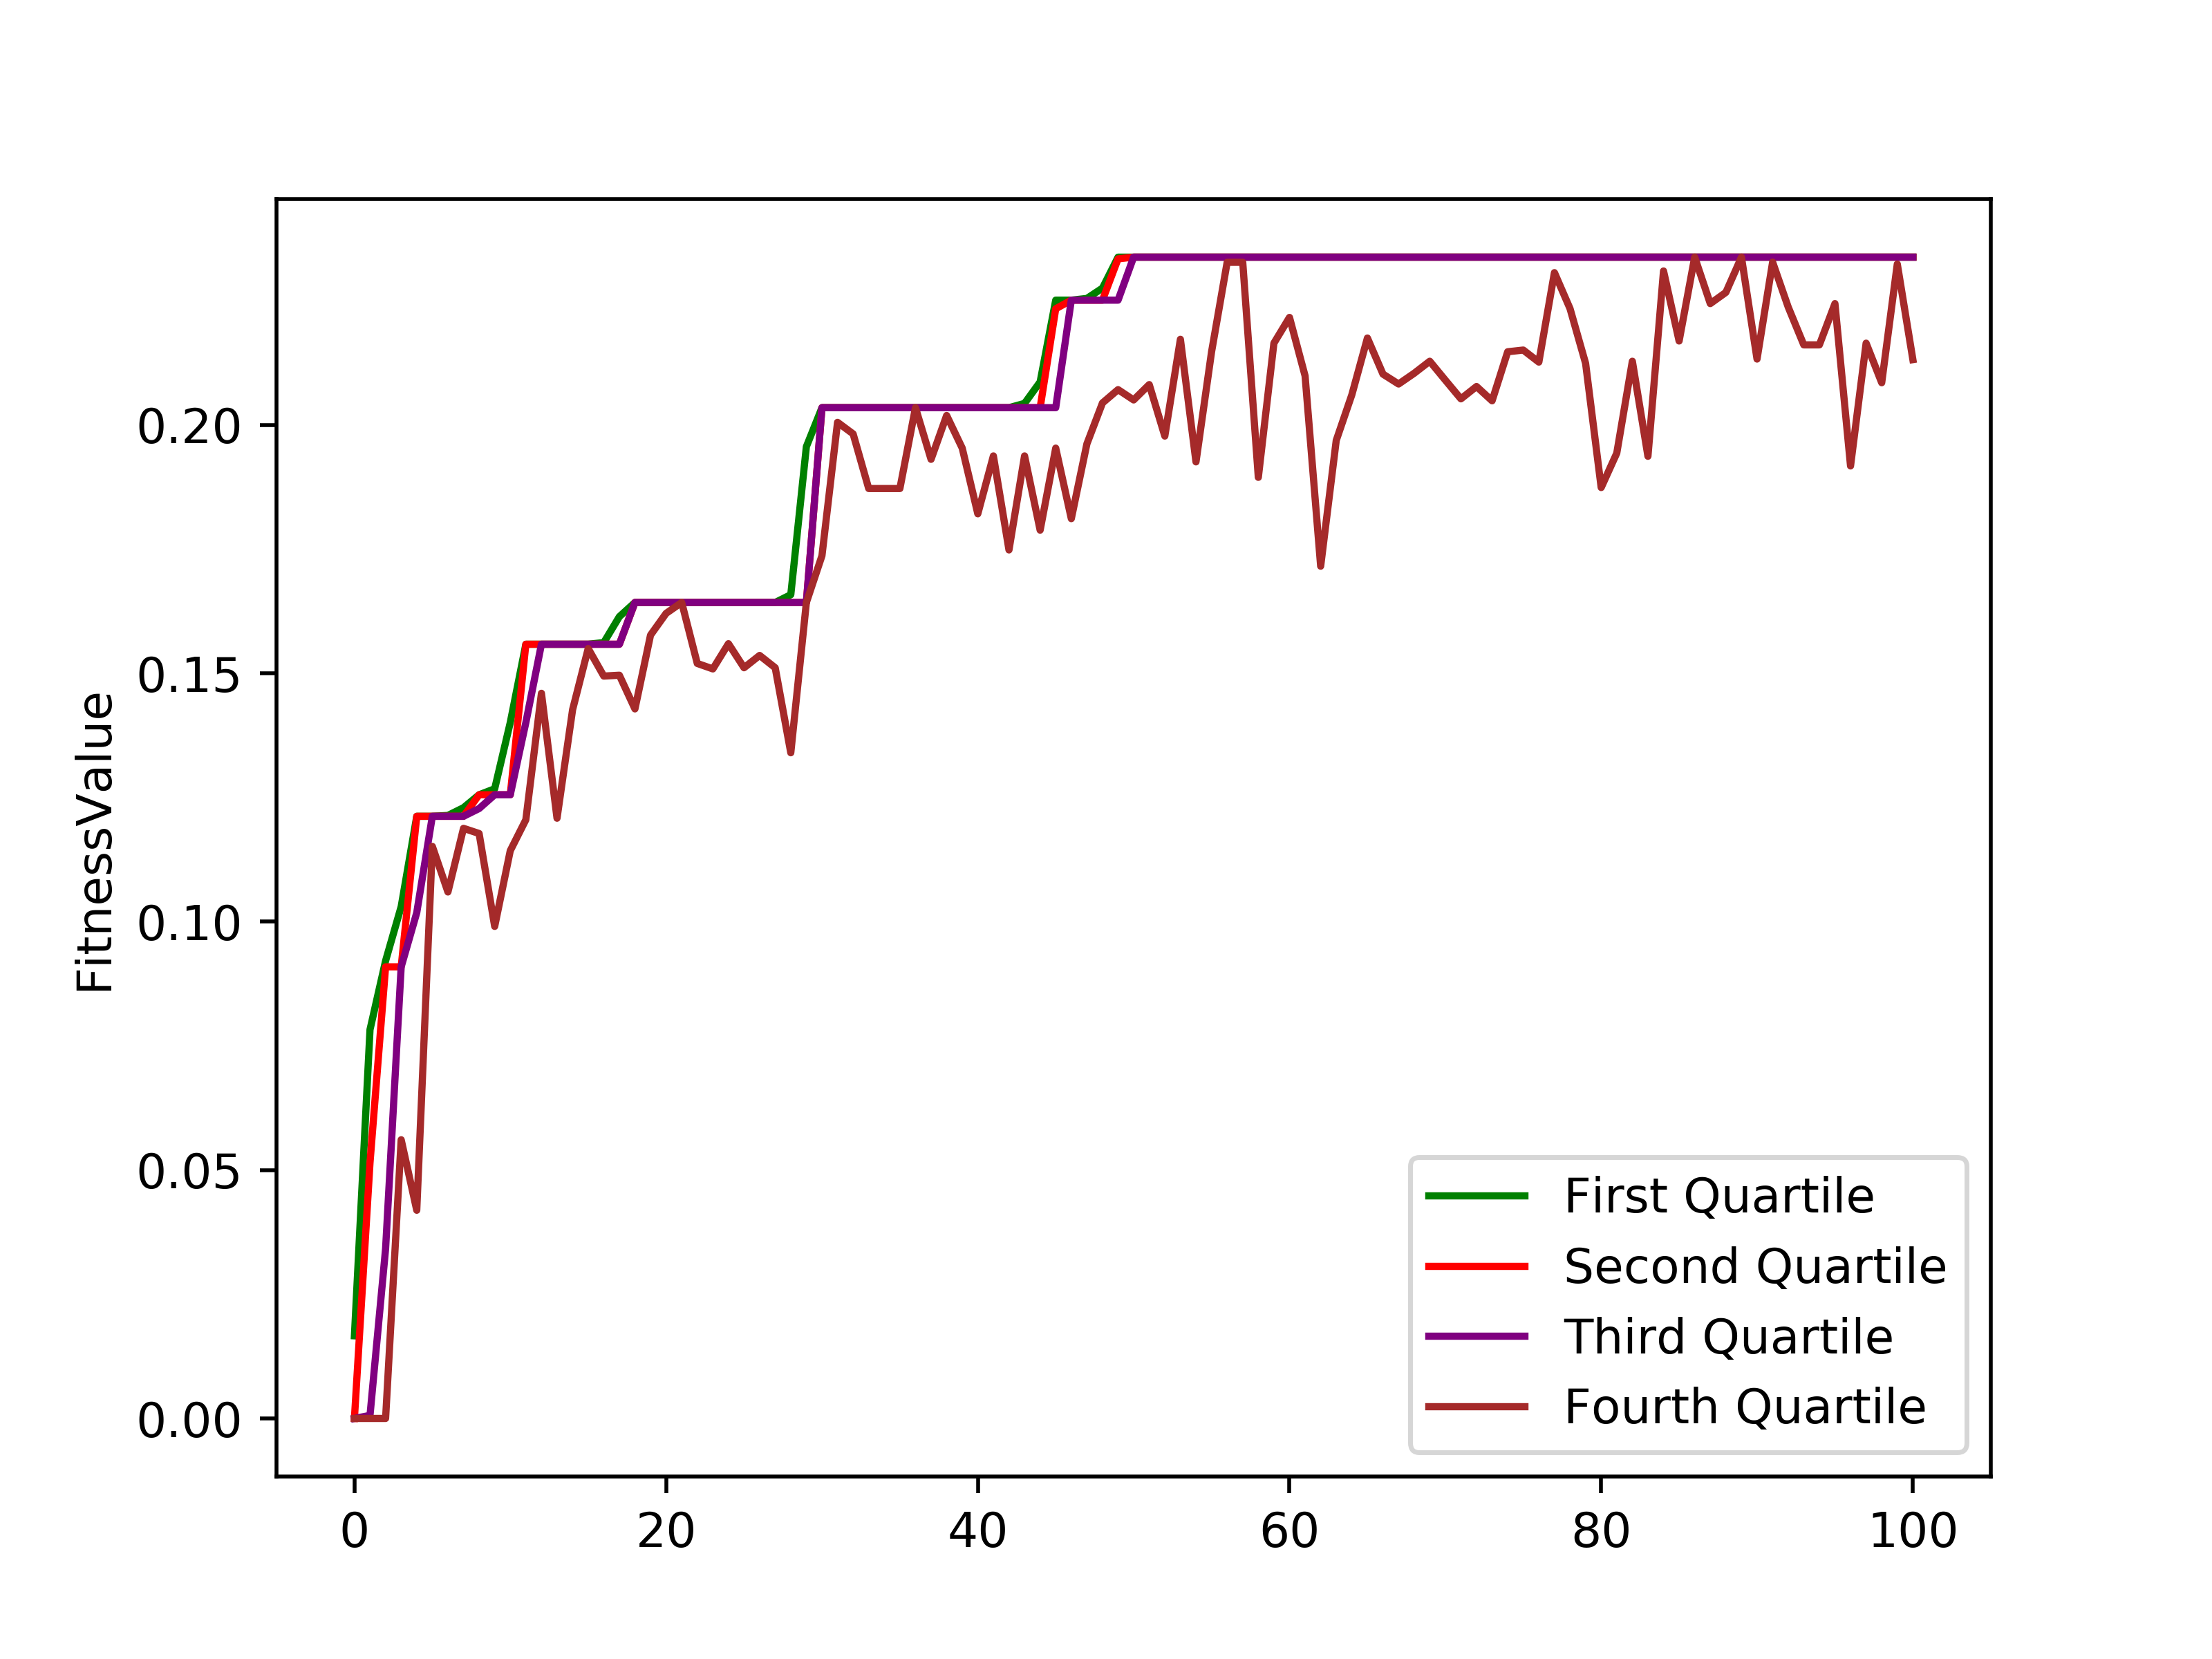 FitnessValue
0.20
0.15
0.10
0.05
0.00
0 20 40 60 80 100
First Quartile
Second Quartile
Third Quartile
Fourth Quartile